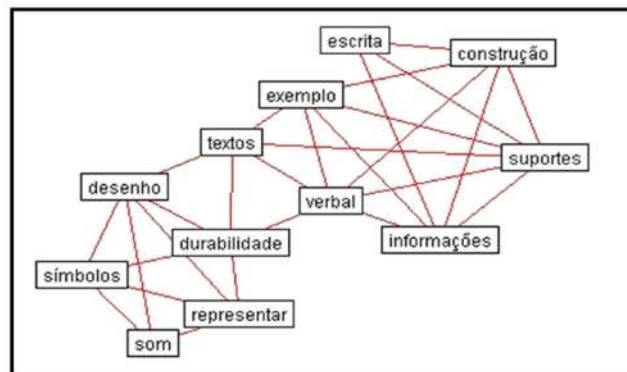 escrita
construção
exemplo
textos
suportes
desenho
verbal
durabilidade
informações
símbolos
representar
som